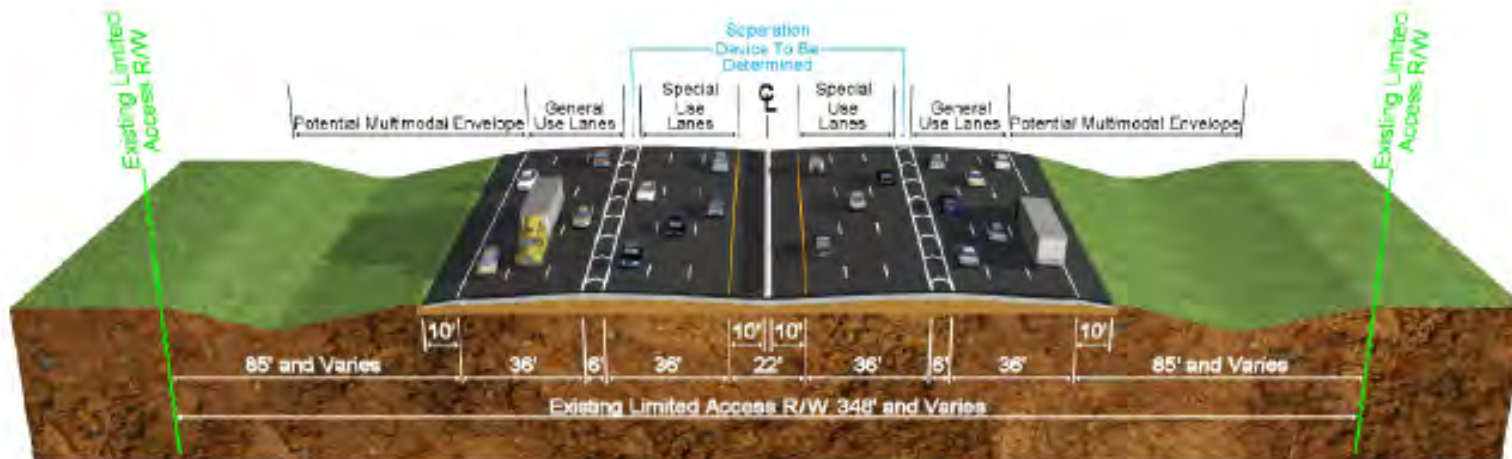 Separation
Device To Be
Determined
Existing Limited
Access R/W
Potential Multimodal Envelope
General
Use Lanes
Special
Use
Lanes
CL
Special
Use
Lanes
General
Use Lanes
Potential Multimodal Envelope
Existing Limited
Access R/W
10' 10' 10' 10'
85' and Varies 36' 6' 36' 22' 36' 6' 36' 85' and Varies
Existing Limited Access R/W 348' and Varies